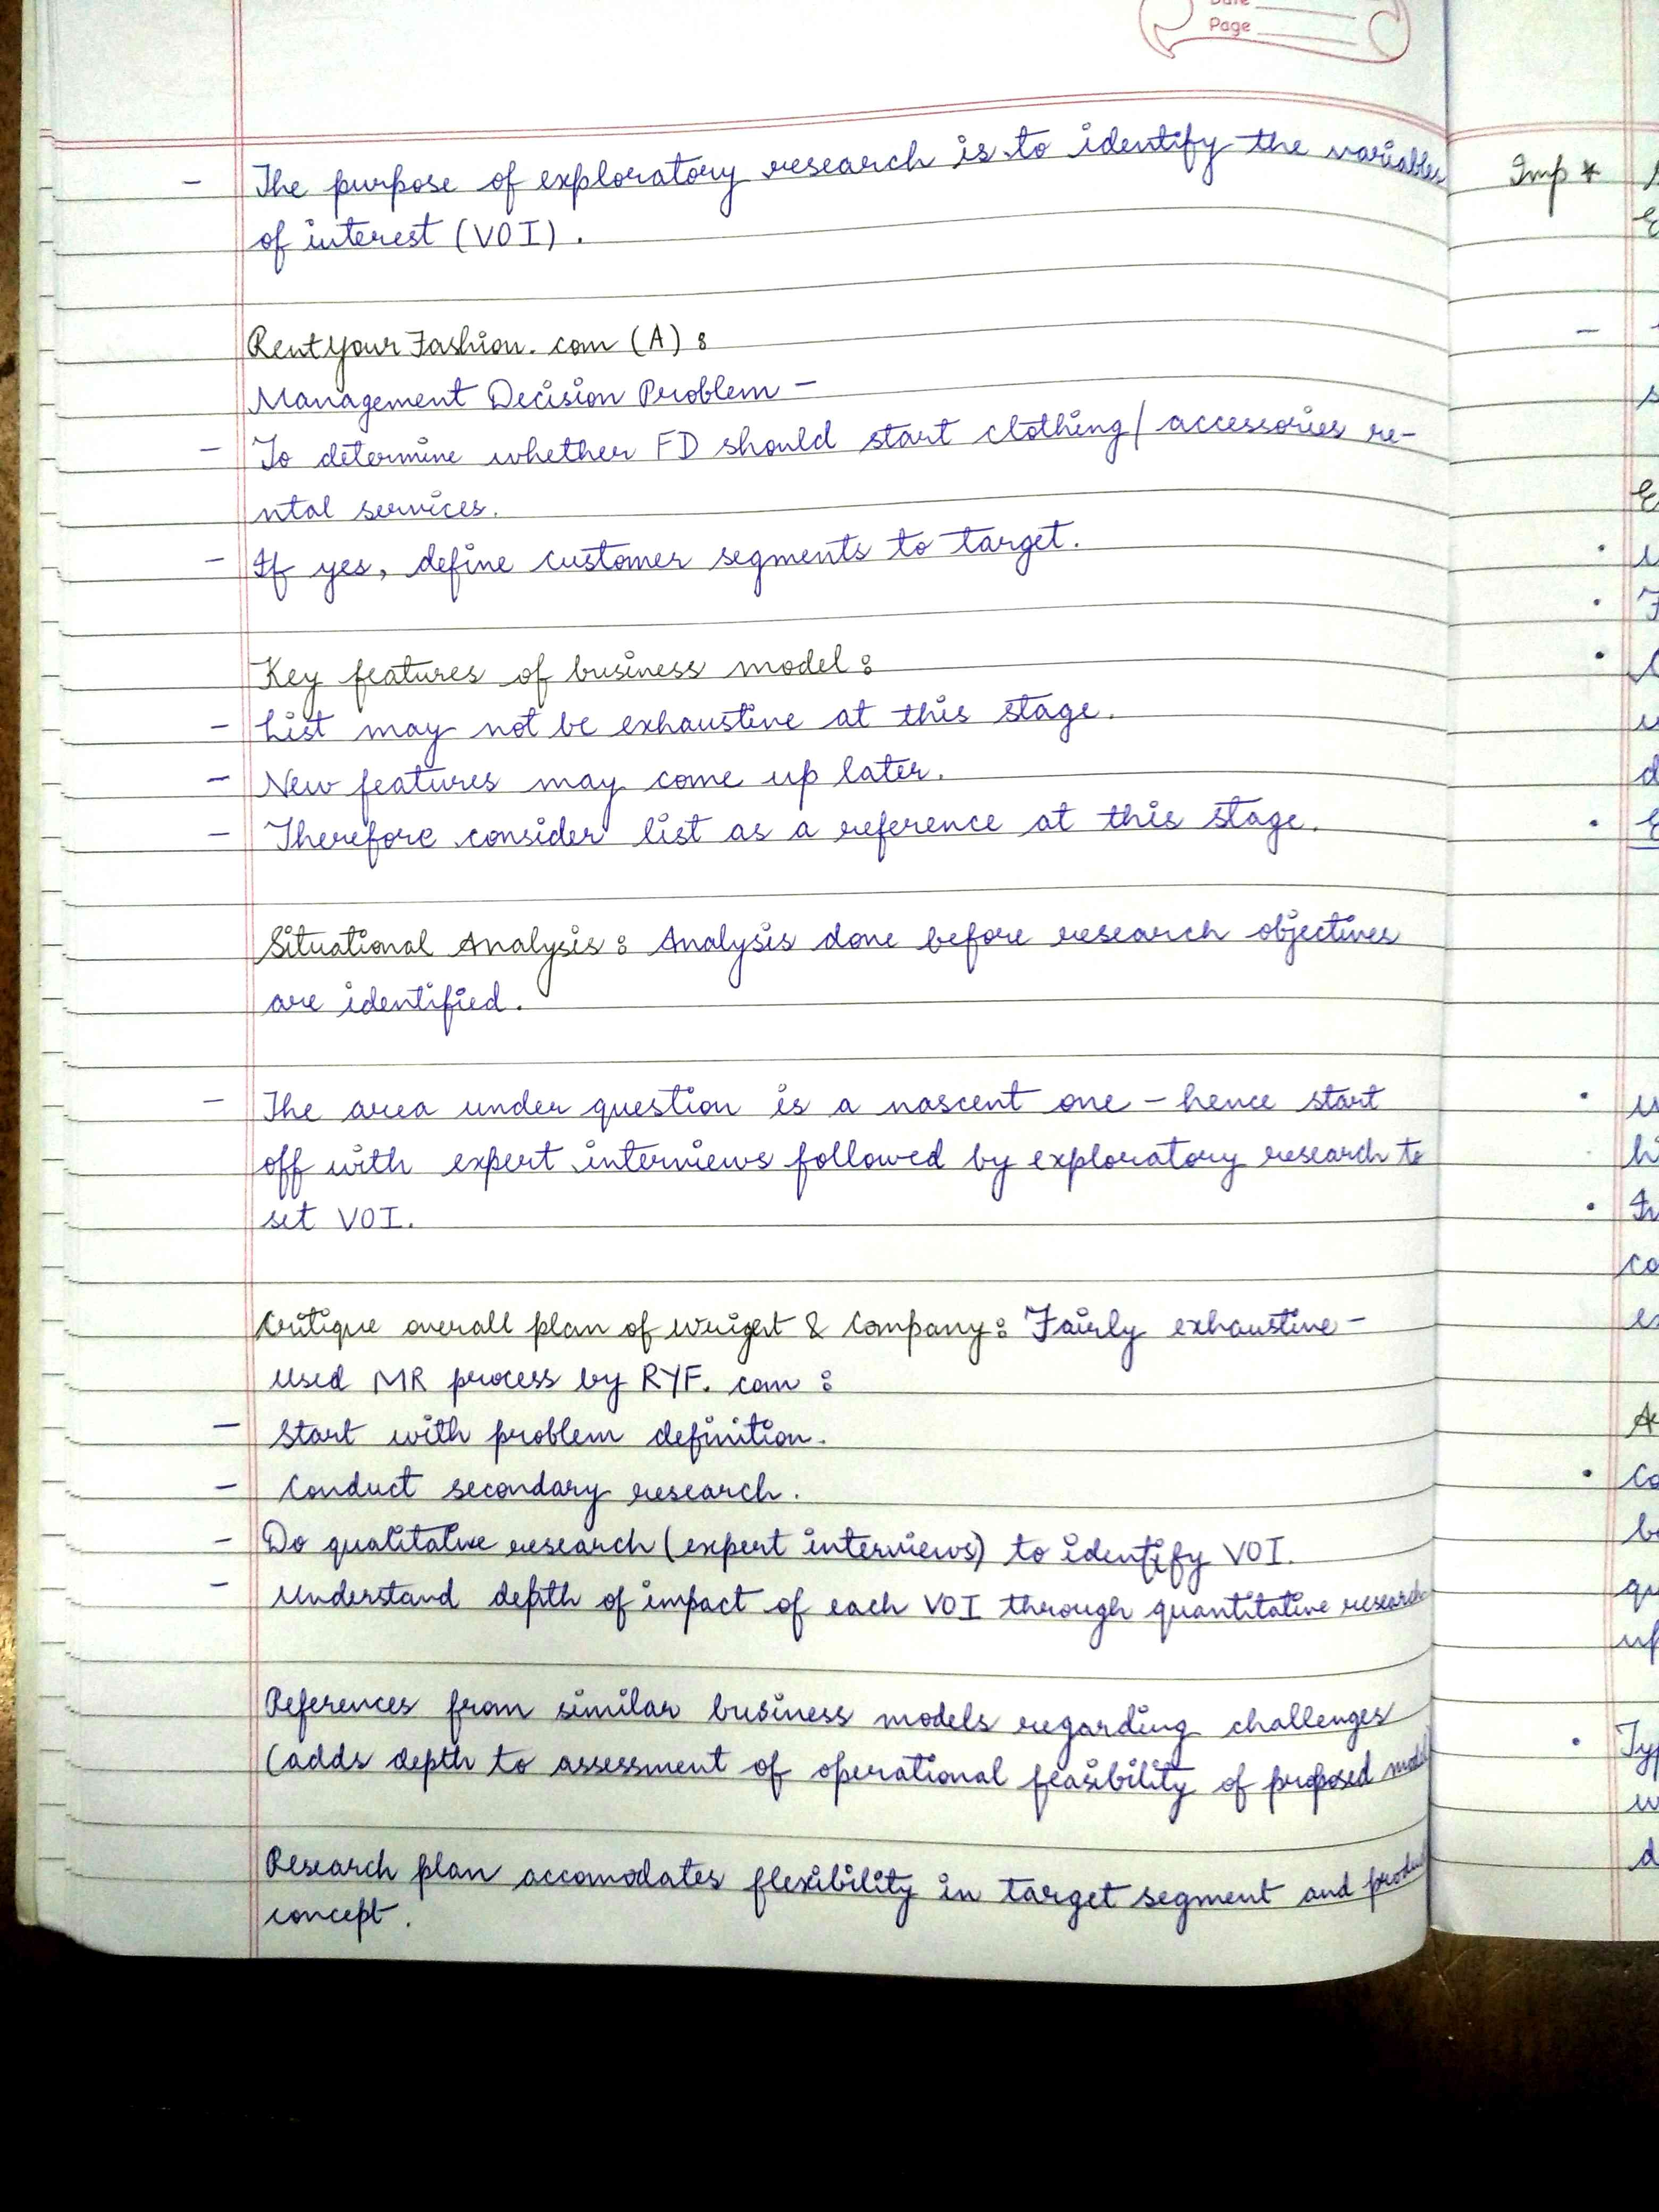 Date
Page
- The purpose of exploratory research is to identify the variables
of interest (VOI).
RentYourFashion.com (A) :
Management Decision Problem -
- To determine whether FD should start clothing/accessories re-
ntal services.
- If yes, define customer segments to target.
Key features of business model :
- List may not be exhaustive at this stage.
- New features may come up later.
- Therefore consider list as a reference at this stage.
Situational Analysis : Analysis done before research objectives
are identified.
- The area under question is a nascent one - hence start
off with expert interviews followed by exploratory research to
set VOI.
Critique overall plan of & Company : Fairly exhaustive -
Used MR process by RYF.com :
- Start with problem definition.
- Conduct secondary research.
- Do qualitative research (expert interviews) to identify VOI.
- Understand depth of impact of each VOI through quantitative research
References from similar business models regarding challenges
(adds depth to assessment of operational feasibility of proposed model
Research plan accomodates flexibility in target segment and product
concept.
Imp *